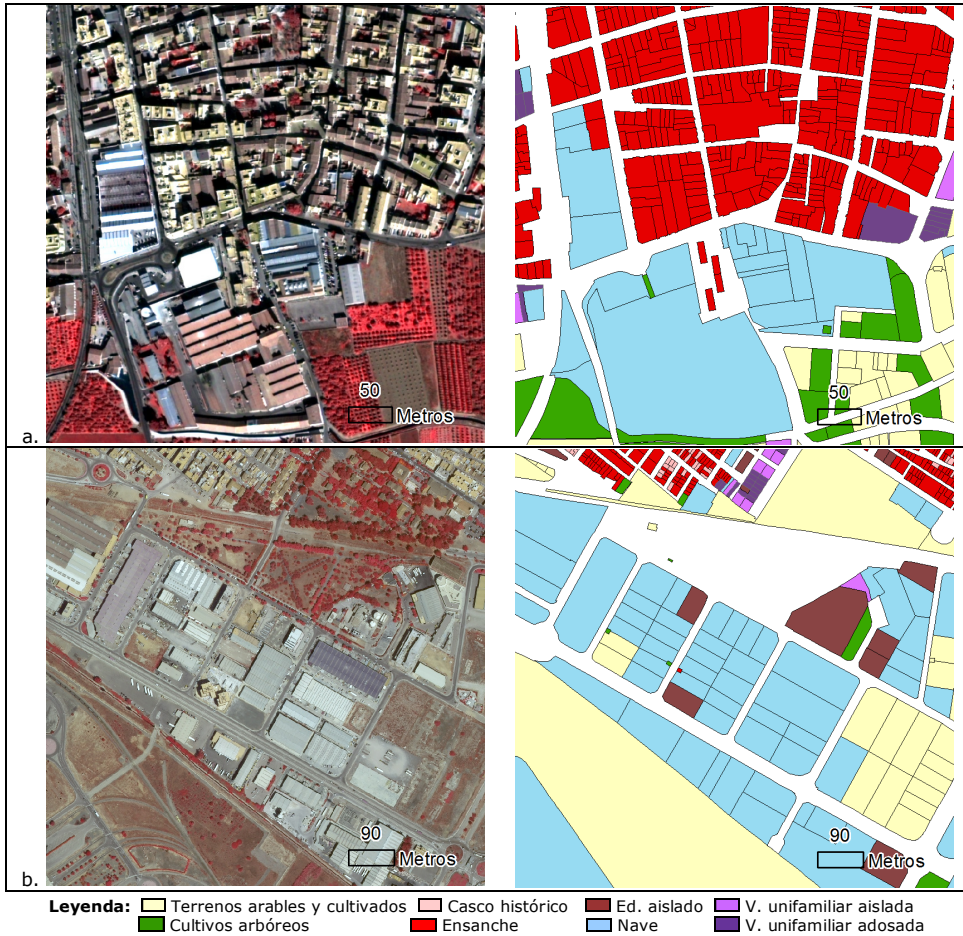 50
Metros
50
Metros
a.
90
Metros
90
Metros
b.
Leyenda: Terrenos arables y cultivados Casco histórico Ed. aislado V. unifamiliar aislada
Cultivos arbóreos Ensanche Nave V. unifamiliar adosada